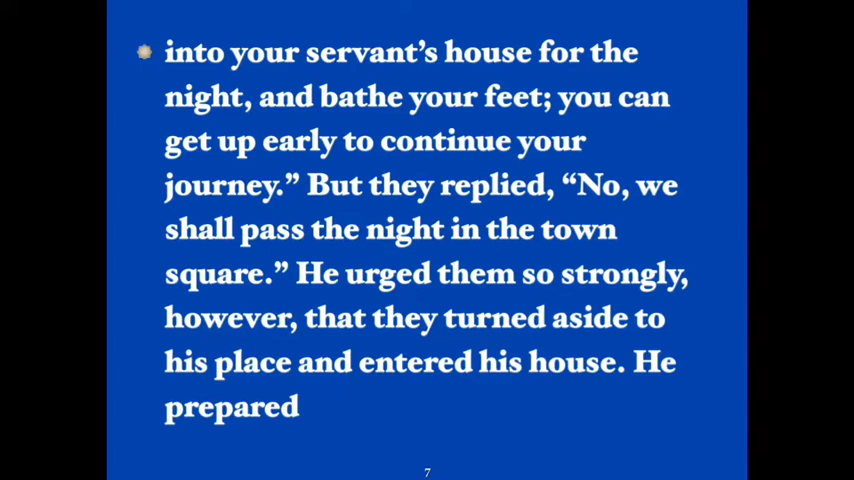 into your servant’s house for the
night, and bathe your feet; you can
get up early to continue your
journey.” But they replied, “No, we
shall pass the night in the town
square.” He urged them so strongly,
however, that they turned aside to
his place and entered his house. He
prepared
7